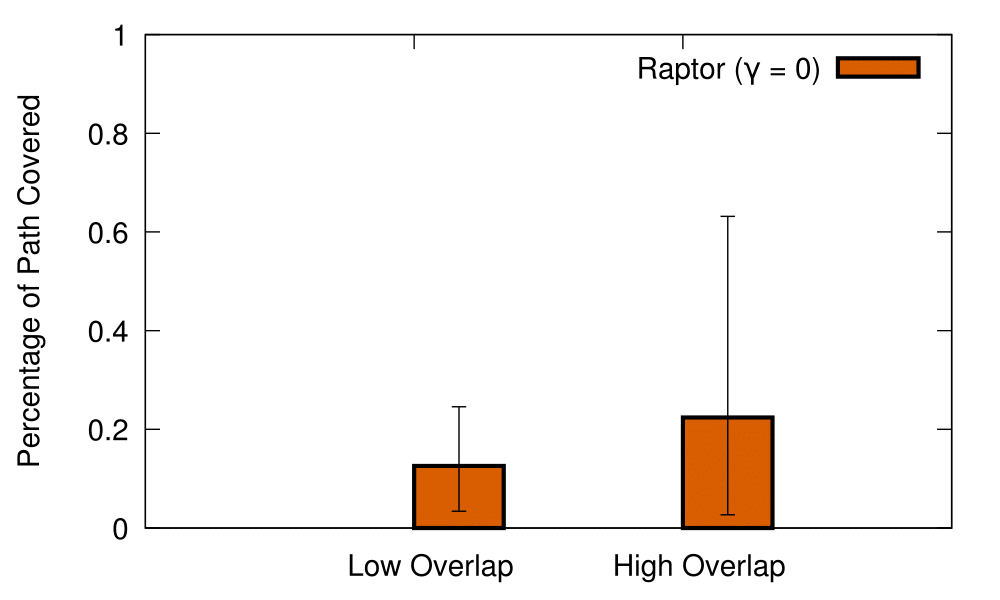 1
Raptor (γ = 0)
0.8
0.6
0.4
0.2
0
Percentage of Path Covered
Low Overlap
High Overlap